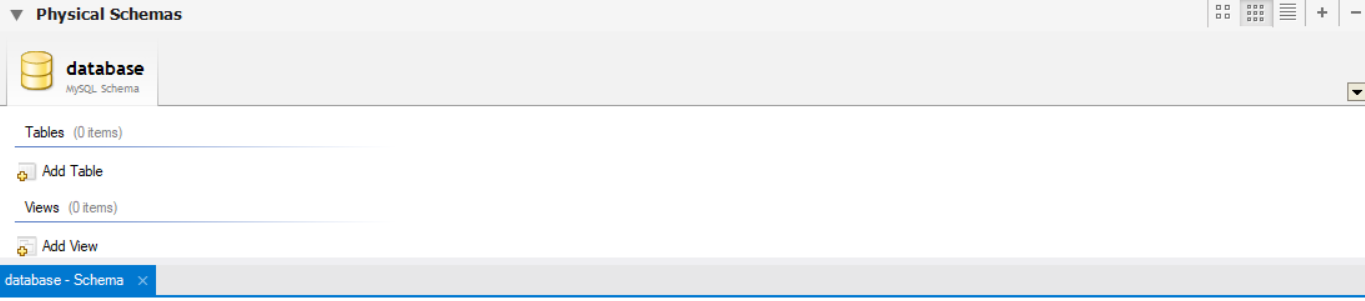 Physical Schemas
database
MySQL Schema
Tables (0 items)
Add Table
Views (0 items)
Add View
database - Schema